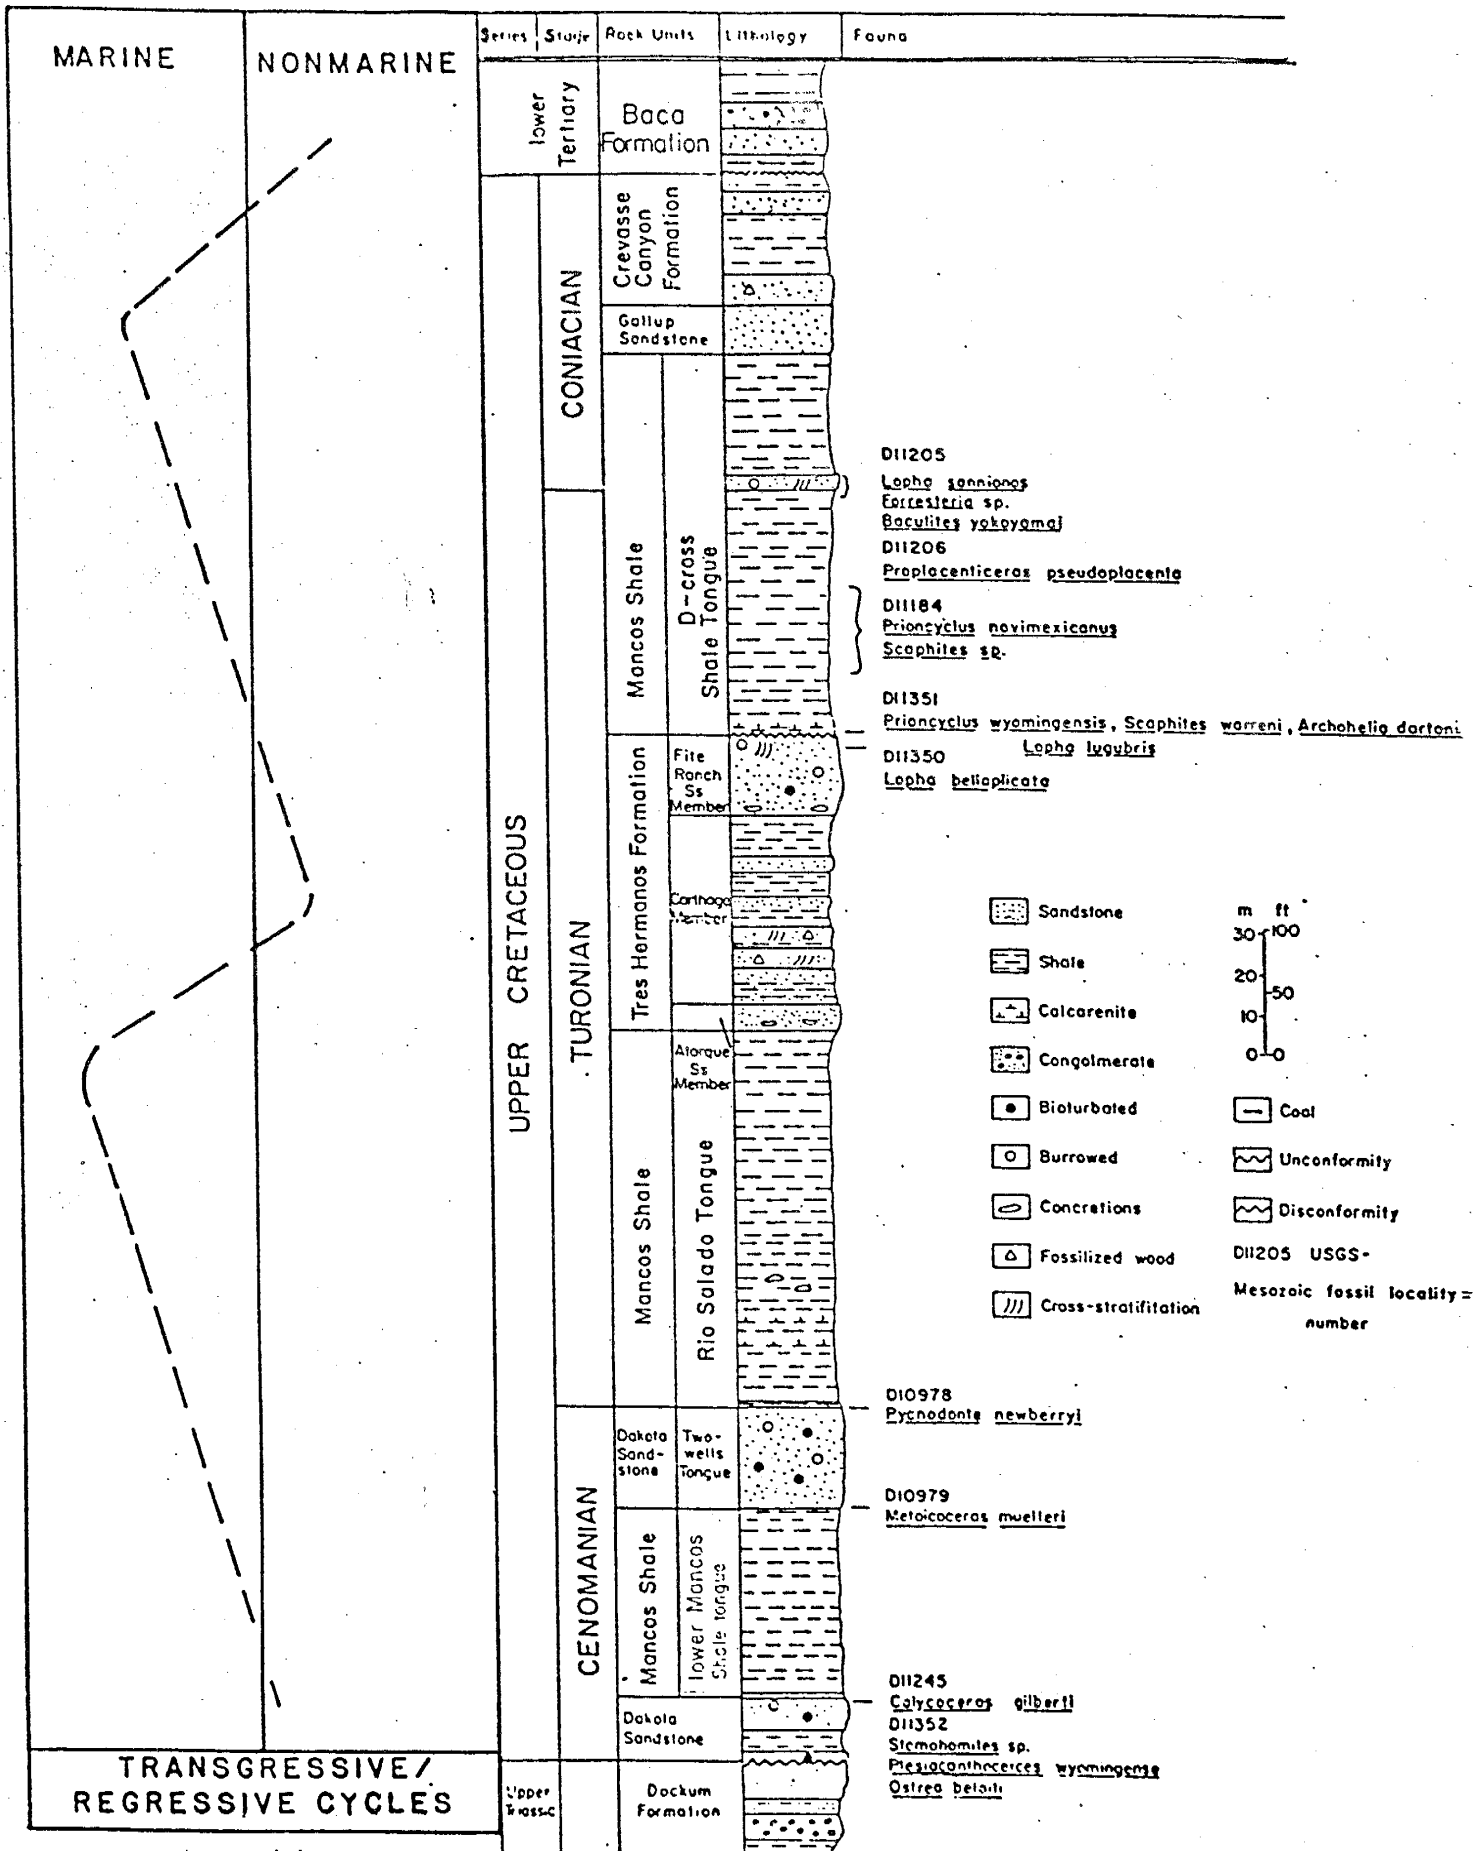 MARINE
NONMARINE
TRANSGRESSIVE/
REGRESSIVE CYCLES
Series
Stage
Rock Units
Lithology
Fauna
lower
Tertiary
Baca
Formation
UPPER CRETACEOUS
CONIACIAN
Crevasse
Canyon
Formation
Gallup
Sandstone
Mancos Shale
D-cross
Shale Tongue
TURONIAN
Tres Hermanos Formation
Fite
Ranch
Ss
Member
Carthage
Member
Atarque
Ss
Member
Mancos Shale
Rio Salado Tongue
CENOMANIAN
Dakota
Sand-
stone
Two-
wells
Tongue
Mancos Shale
lower Mancos
Shale tongue
Dakota
Sandstone
Upper
Triassic
Dockum
Formation
D11205
Lopha sannionos
Forresteria sp.
Baculites yokoyamai
D11206
Proplacenticeras pseudoplacenta
D11184
Prioncyclus novimexicanus
Scaphites sp.
D11351
Prioncyclus wyomingensis, Scaphites warreni, Archohelia dartoni
Lopha lugubris
D11350
Lopha bellaplicata
D10978
Pycnodonte newberryi
D10979
Metoicoceras muelleri
D11245
Calycoceras gilberti
D11352
Stomohomites sp.
Plesiacanthoceras wyomingense
Ostrea beloiti
Sandstone
Shale
Calcarenite
Congolmerate
Bioturbated
Burrowed
Concretions
Fossilized wood
Cross-stratifitation
m ft
30 100
20
50
10
0 0
Coal
Unconformity
Disconformity
D11205 USGS-
Mesozoic fossil locality =
number